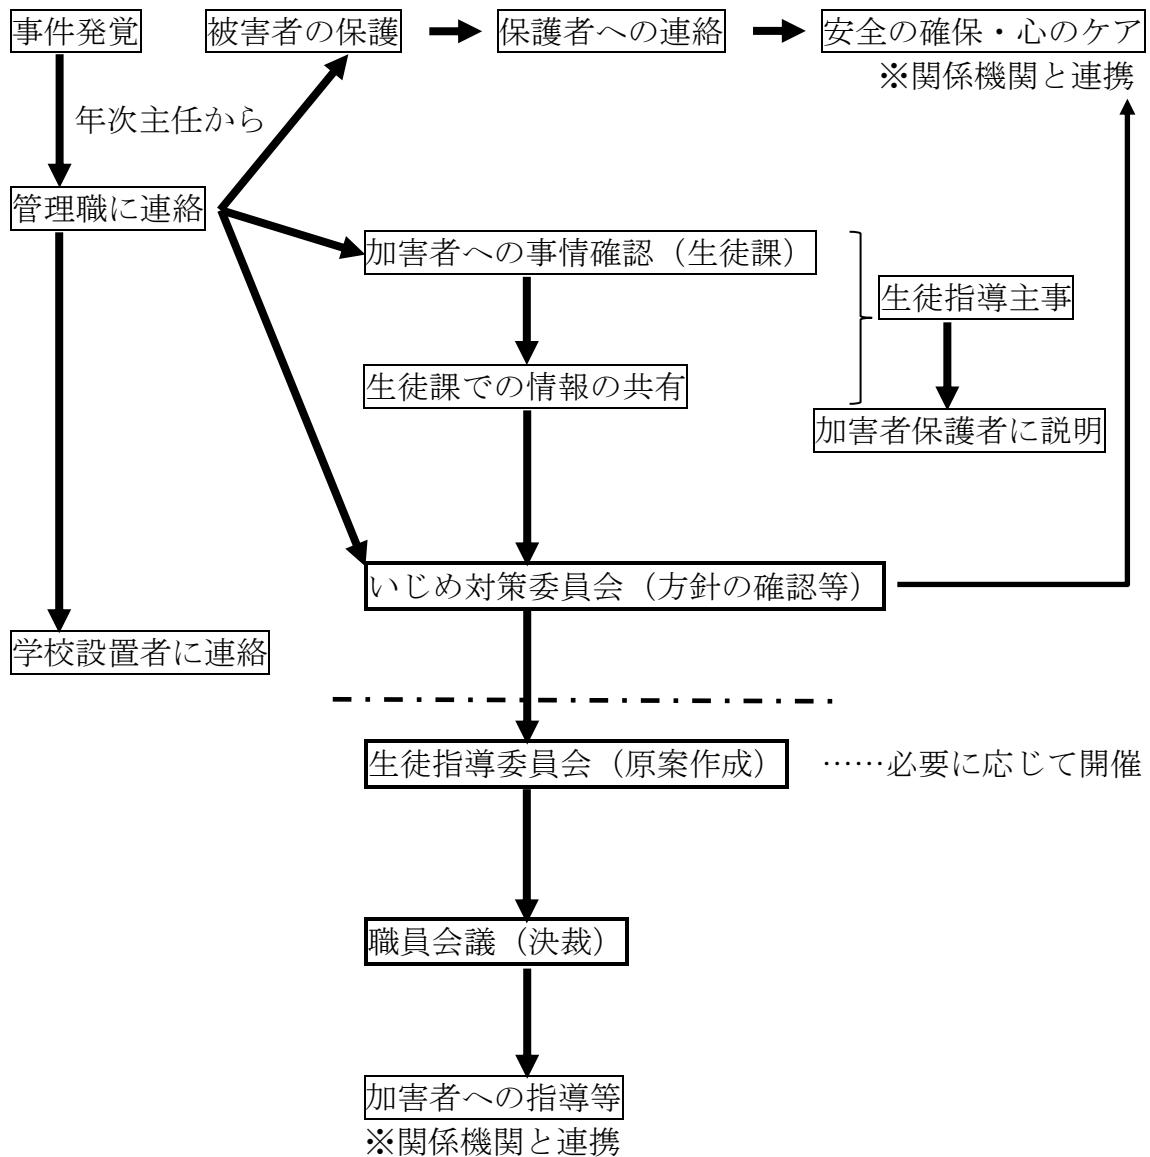 事件発覚
被害者の保護
保護者への連絡
安全の確保・心のケア
※関係機関と連携
年次主任から
管理職に連絡
加害者への事情確認（生徒課）
生徒指導主事
生徒課での情報の共有
加害者保護者に説明
いじめ対策委員会（方針の確認等）
学校設置者に連絡
生徒指導委員会（原案作成）
……必要に応じて開催
職員会議（決裁）
加害者への指導等
※関係機関と連携